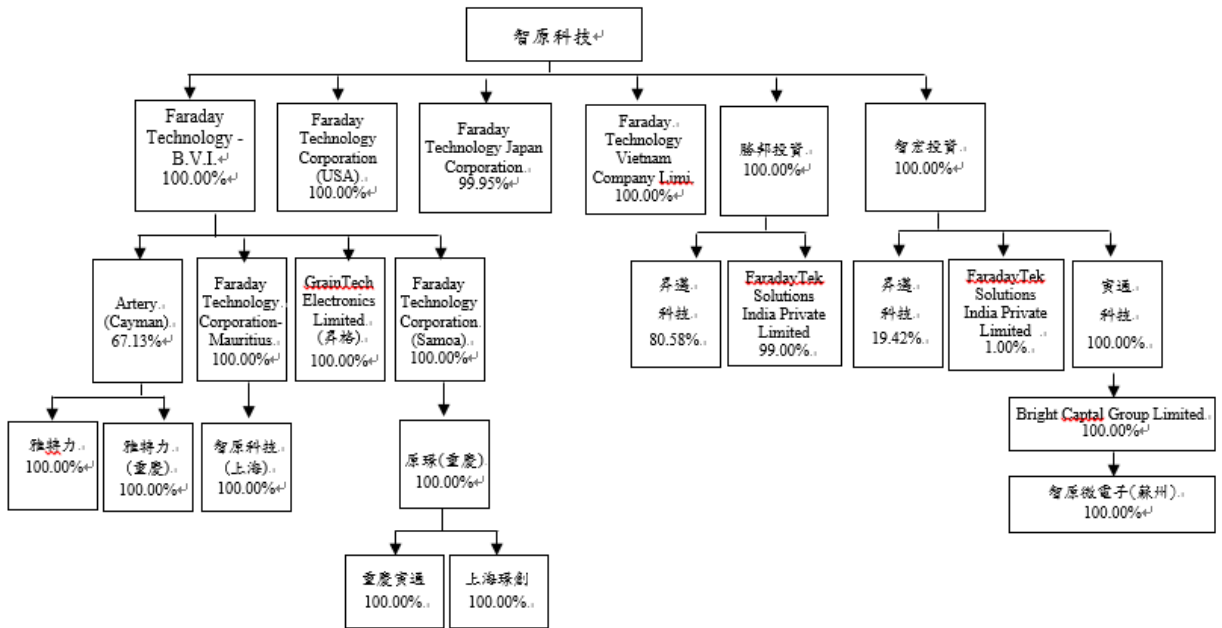 智原科技
Faraday
Technology -
B.V.I.
100.00%
Faraday
Technology
Corporation
(USA)
100.00%
Faraday
Technology Japan
Corporation
99.95%
Faraday
Technology
Vietnam
Company Limi
100.00%
勝邦投資
100.00%
智宏投資
100.00%
Artery
(Cayman)
67.13%
Faraday
Technology
Corporation-
Mauritius
100.00%
GrainTech
Electronics
Limited
(昇格)
100.00%
Faraday
Technology
Corporation
(Samoa)
100.00%
昇邁
科技
80.58%
FaradayTek
Solutions
India Private
Limited
99.00%
昇邁
科技
19.42%
FaradayTek
Solutions
India Private
Limited
1.00%
寅通
科技
100.00%
雅特力
100.00%
雅特力
(重慶)
100.00%
智原科技
(上海)
100.00%
原璟(重慶)
100.00%
Bright Captal Group Limited
100.00%
智原微電子(蘇州)
100.00%
重慶寅通
100.00%
上海璟創
100.00%